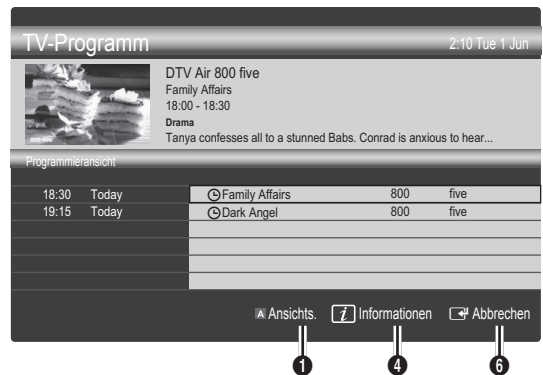 TV-Programm 2:10 Tue 1 Jun
DTV Air 800 five
Family Affairs
18:00 - 18:30
Drama
Tanya confesses all to a stunned Babs. Conrad is anxious to hear...
800 five
Programmieransicht
18:30 Today Family Affairs 800 five
19:15 Today Dark Angel 800 five
A Ansichts. i Informationen Abbrechen
1 4 6